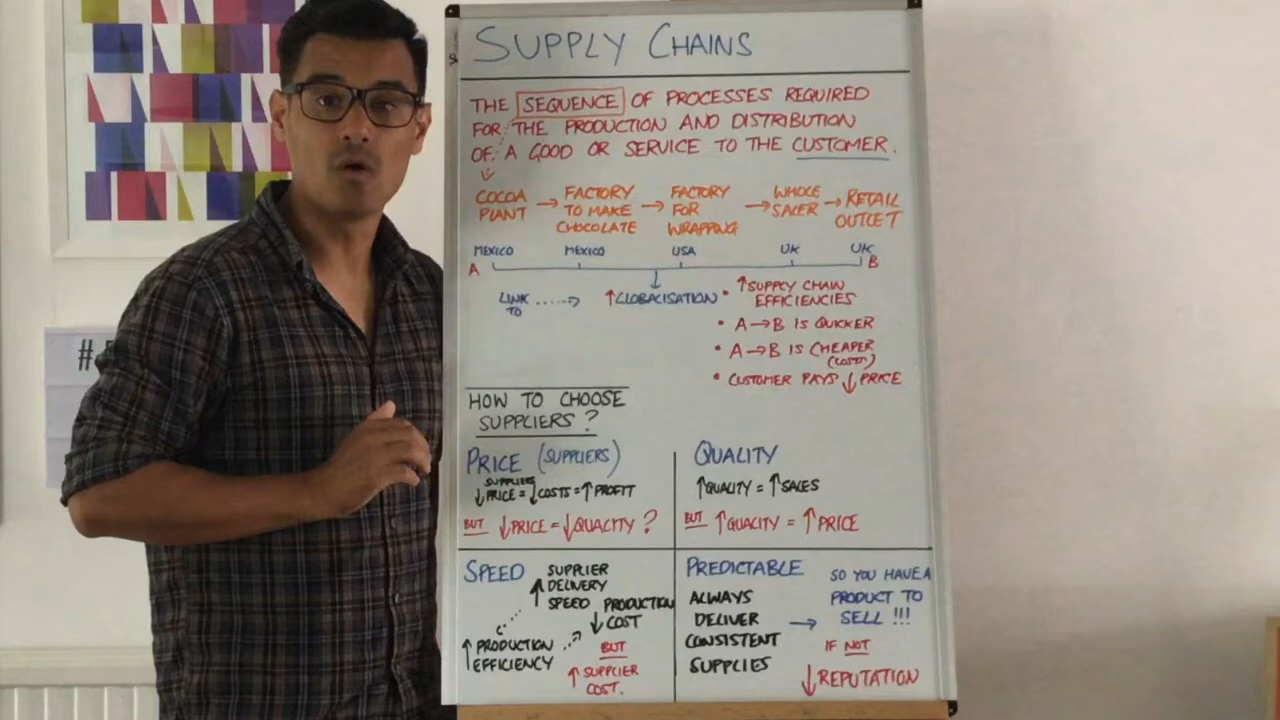 SUPPLY CHAINS
THE SEQUENCE OF PROCESSES REQUIRED
FOR THE PRODUCTION AND DISTRIBUTION
OF A GOOD OR SERVICE TO THE CUSTOMER.
COCOA PLANT → FACTORY TO MAKE CHOCOLATE → FACTORY FOR WRAPPING → WHOLE SALER → RETAIL OUTLET
MEXICO MEXICO USA UK UK
A B
LINK TO ......> ↑ GLOBALISATION
• ↑ SUPPLY CHAIN
EFFICIENCIES
• A → B IS QUICKER
• A → B IS CHEAPER
(COSTS)
• CUSTOMER PAYS ↓ PRICE
HOW TO CHOOSE
SUPPLIERS?
PRICE (SUPPLIERS)
SUPPLIERS
↓ PRICE = ↓ COSTS = ↑ PROFIT
BUT ↓ PRICE = ↓ QUALITY ?
QUALITY
↑ QUALITY = ↑ SALES
BUT ↑ QUALITY = ↑ PRICE
SPEED
↑ SUPPLIER
DELIVERY
SPEED
↑ PRODUCTION
EFFICIENCY
↓ PRODUCTION
COST
BUT
↑ SUPPLIER
COST.
PREDICTABLE
ALWAYS
DELIVER
CONSISTENT
SUPPLIES
→
SO YOU HAVE A
PRODUCT TO
SELL !!!
IF NOT
↓ REPUTATION